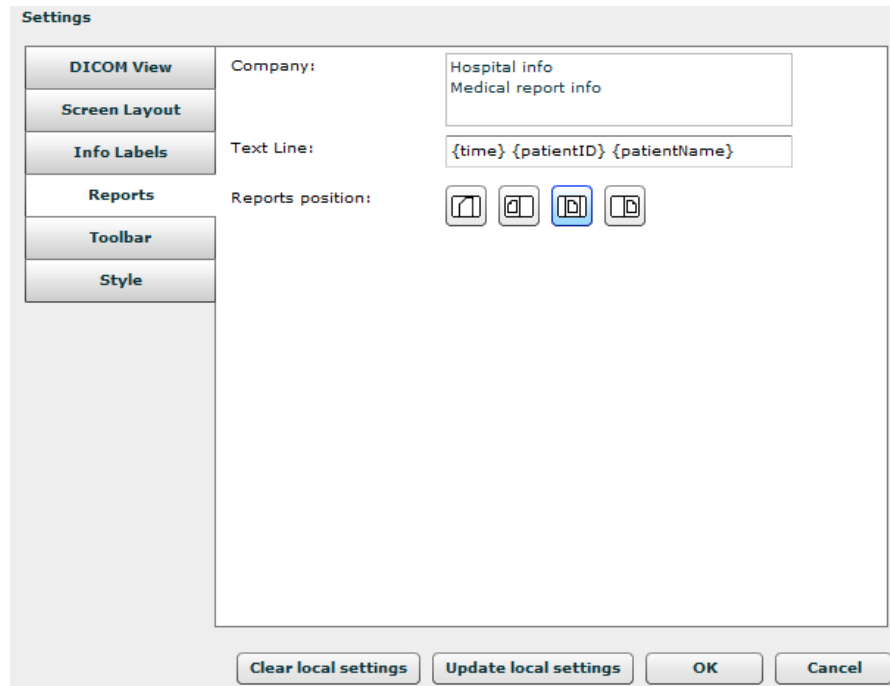 Settings
DICOM View
Screen Layout
Info Labels
Reports
Toolbar
Style
Company:
Hospital info
Medical report info
Text Line:
{time} {patientID} {patientName}
Reports position:
Clear local settings
Update local settings
OK
Cancel